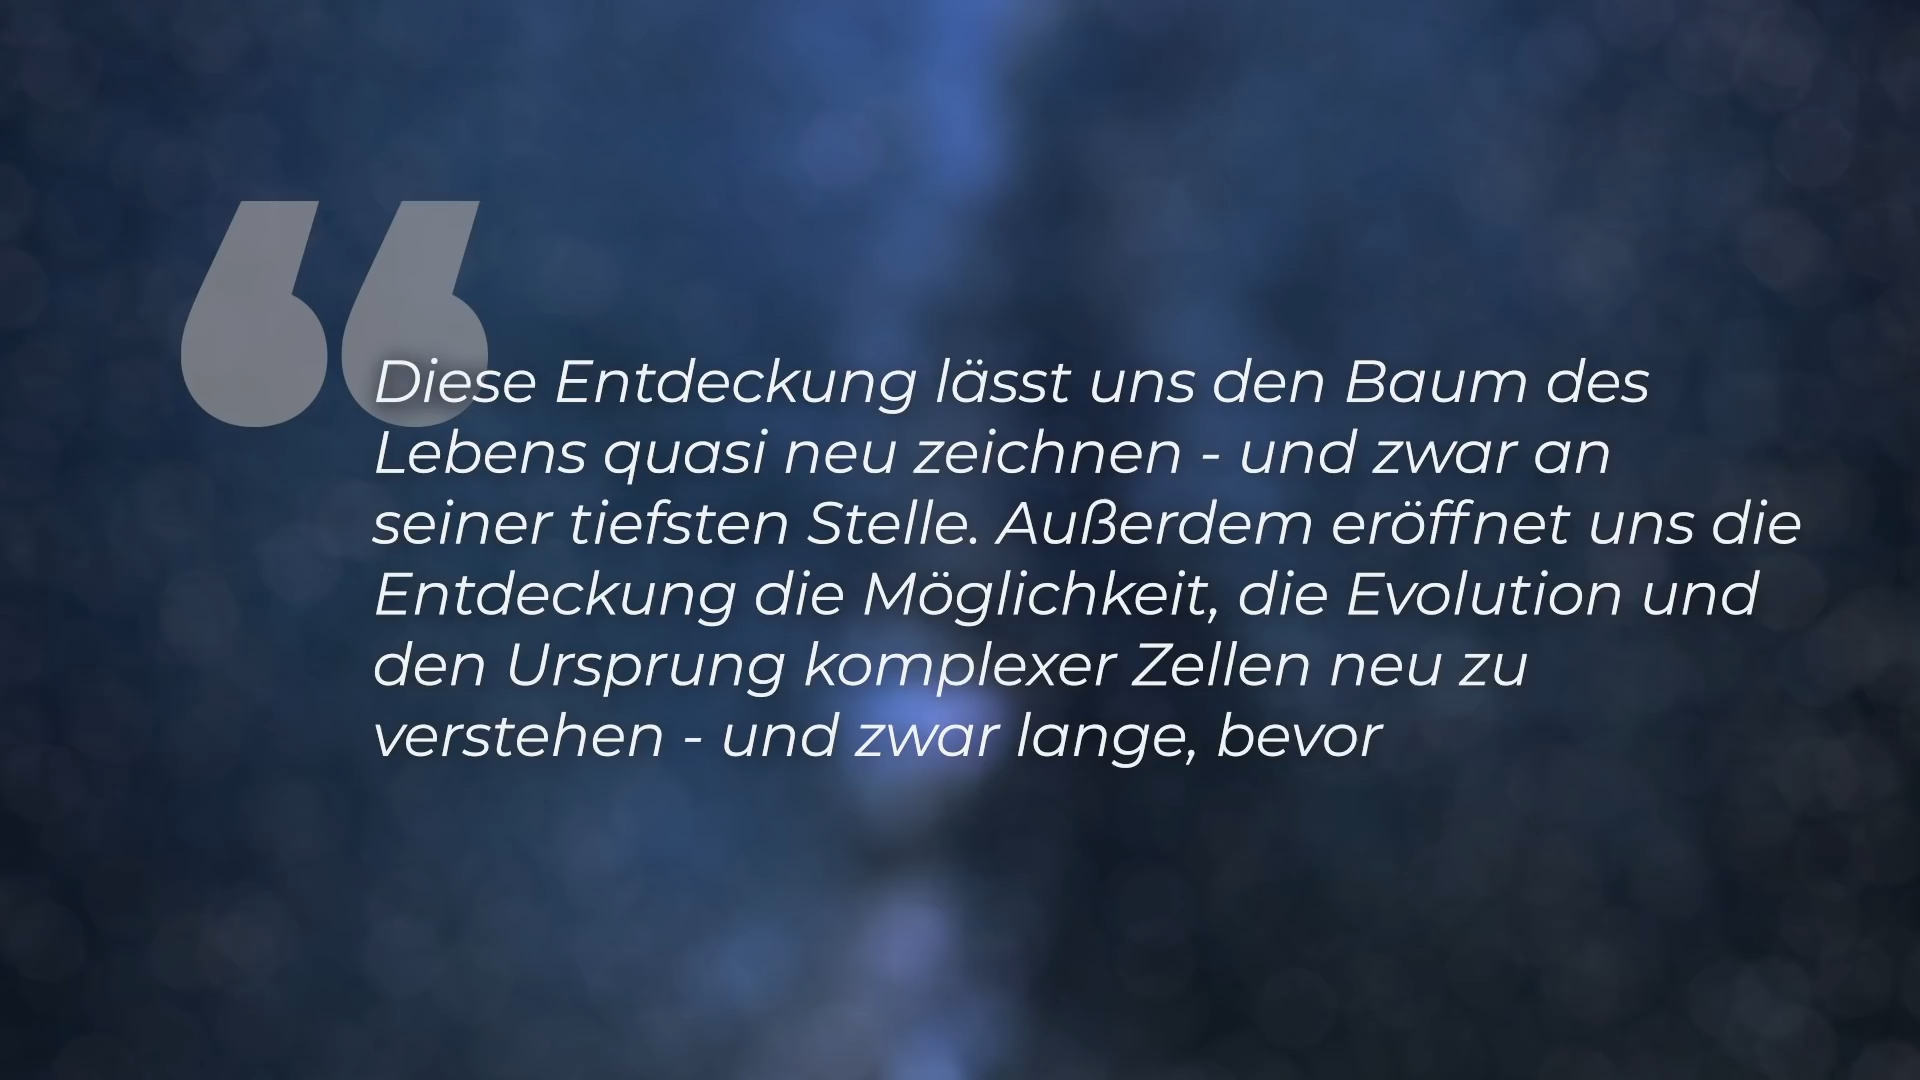 Diese Entdeckung lässt uns den Baum des
Lebens quasi neu zeichnen - und zwar an
seiner tiefsten Stelle. Außerdem eröffnet uns die
Entdeckung die Möglichkeit, die Evolution und
den Ursprung komplexer Zellen neu zu
verstehen - und zwar lange, bevor